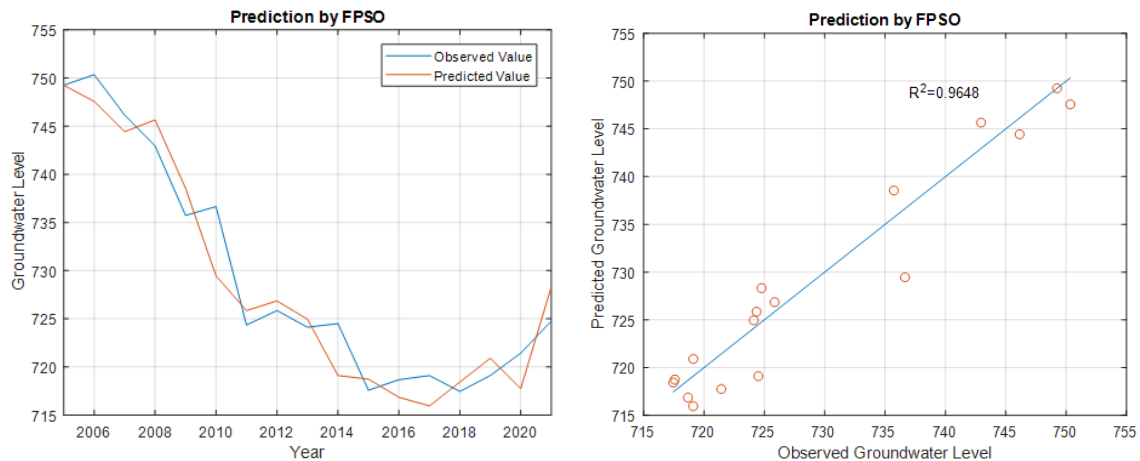 Prediction by FPSO
755
750
745
740
735
730
725
720
715
2006 2008 2010 2012 2014 2016 2018 2020
Year
Groundwater Level
Observed Value
Predicted Value
Prediction by FPSO
R²=0.9648
755
750
745
740
735
730
725
720
715
715 720 725 730 735 740 745 750 755
Observed Groundwater Level
Predicted Groundwater Level